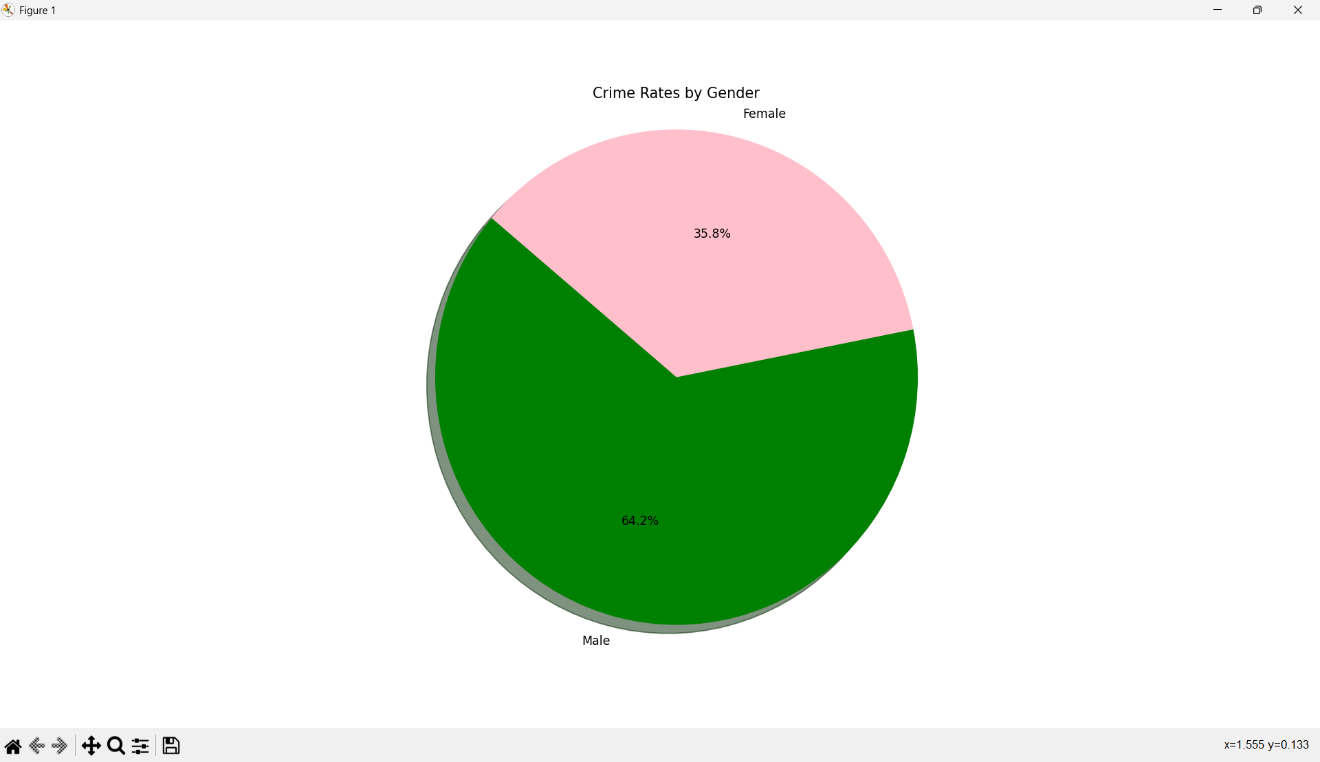 Figure 1
Crime Rates by Gender
Female
35.8%
64.2%
Male
x=1.555 y=0.133